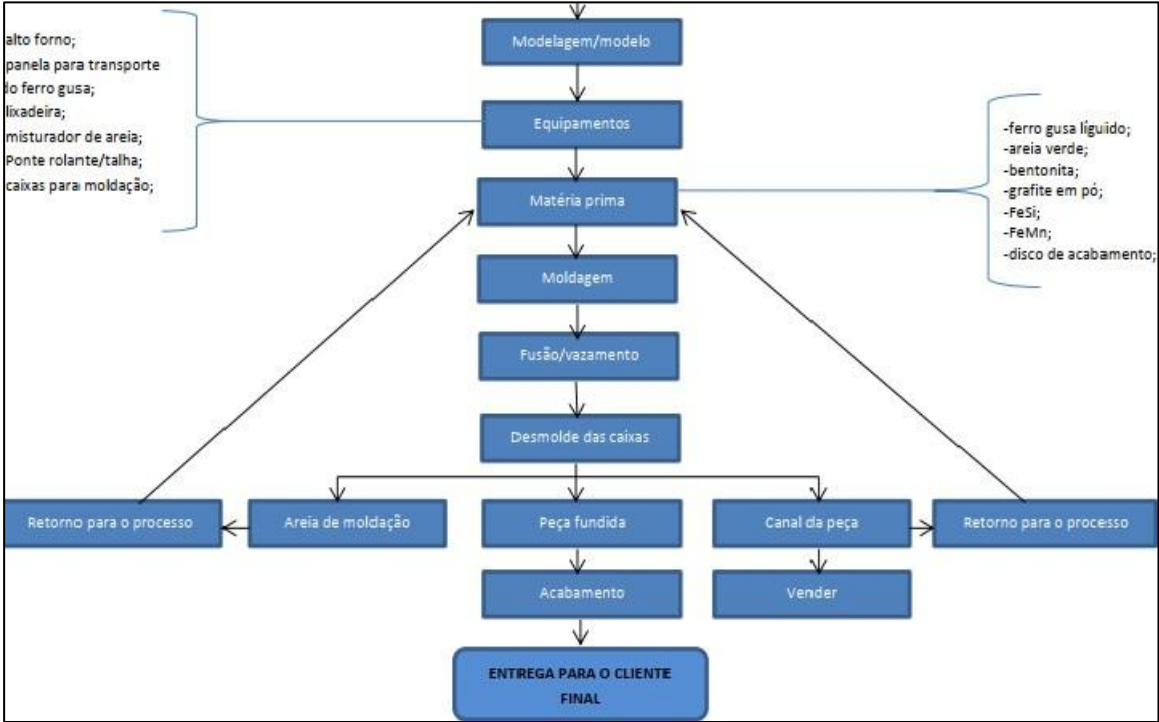 Modelagem/modelo
alto forno;
panela para transporte
do ferro gusa;
lixadeira;
misturador de areia;
Ponte rolante/talha;
caixas para moldação;
Equipamentos
-ferro gusa líguido;
-areia verde;
-bentonita;
-grafite em pó;
-FeSi;
-FeMn;
-disco de acabamento;
Matéria prima
Moldagem
Fusão/vazamento
Desmolde das caixas
Retorno para o processo
Areia de moldação
Peça fundida
Canal da peça
Retorno para o processo
Acabamento
Vender
ENTREGA PARA O CLIENTE
FINAL